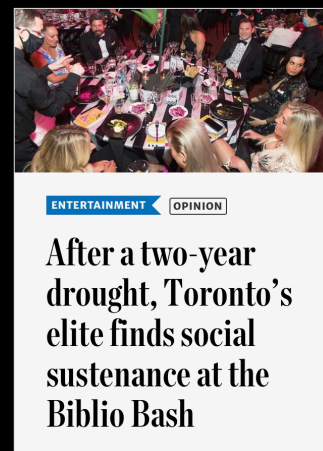 ENTERTAINMENT OPINION
After a two-year
drought, Toronto’s
elite finds social
sustenance at the
Biblio Bash